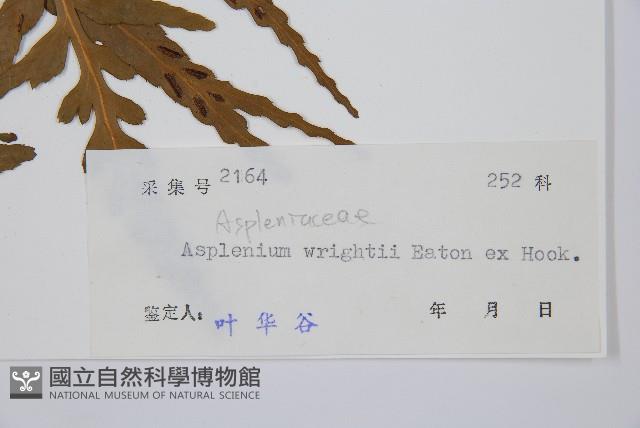 采集号 2164 252 科
Aspleniaceae
Asplenium wrightii Eaton ex Hook.
鉴定人: 叶华谷 年 月 日
國立自然科學博物館
NATIONAL MUSEUM OF NATURAL SCIENCE